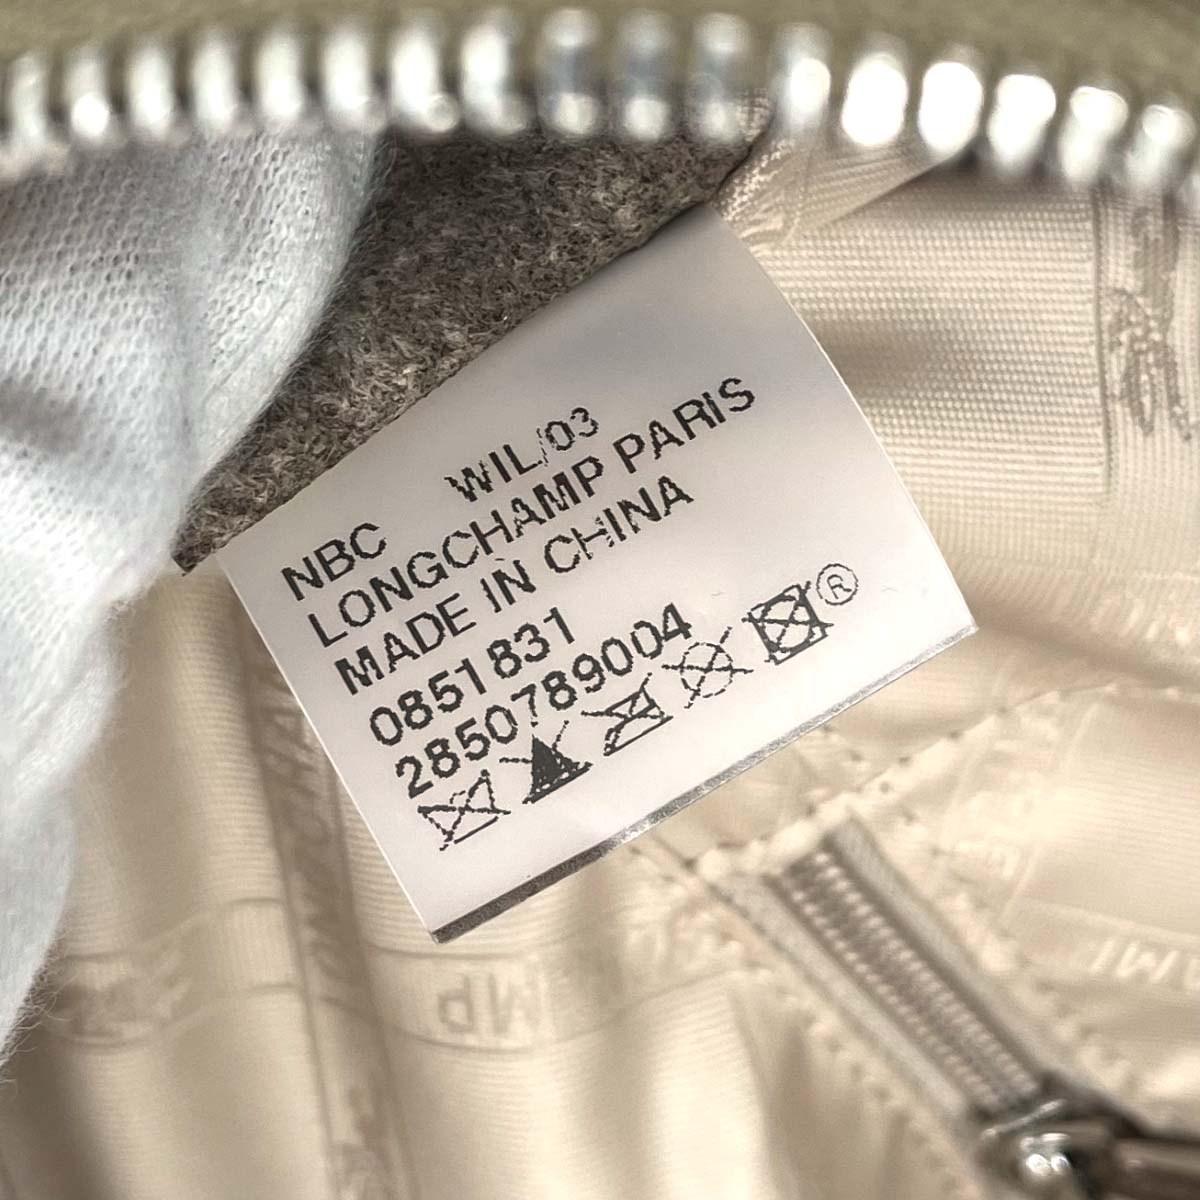 NBC WIL/03
LONGCHAMP PARIS
MADE IN CHINA
0851831
2850789004
®